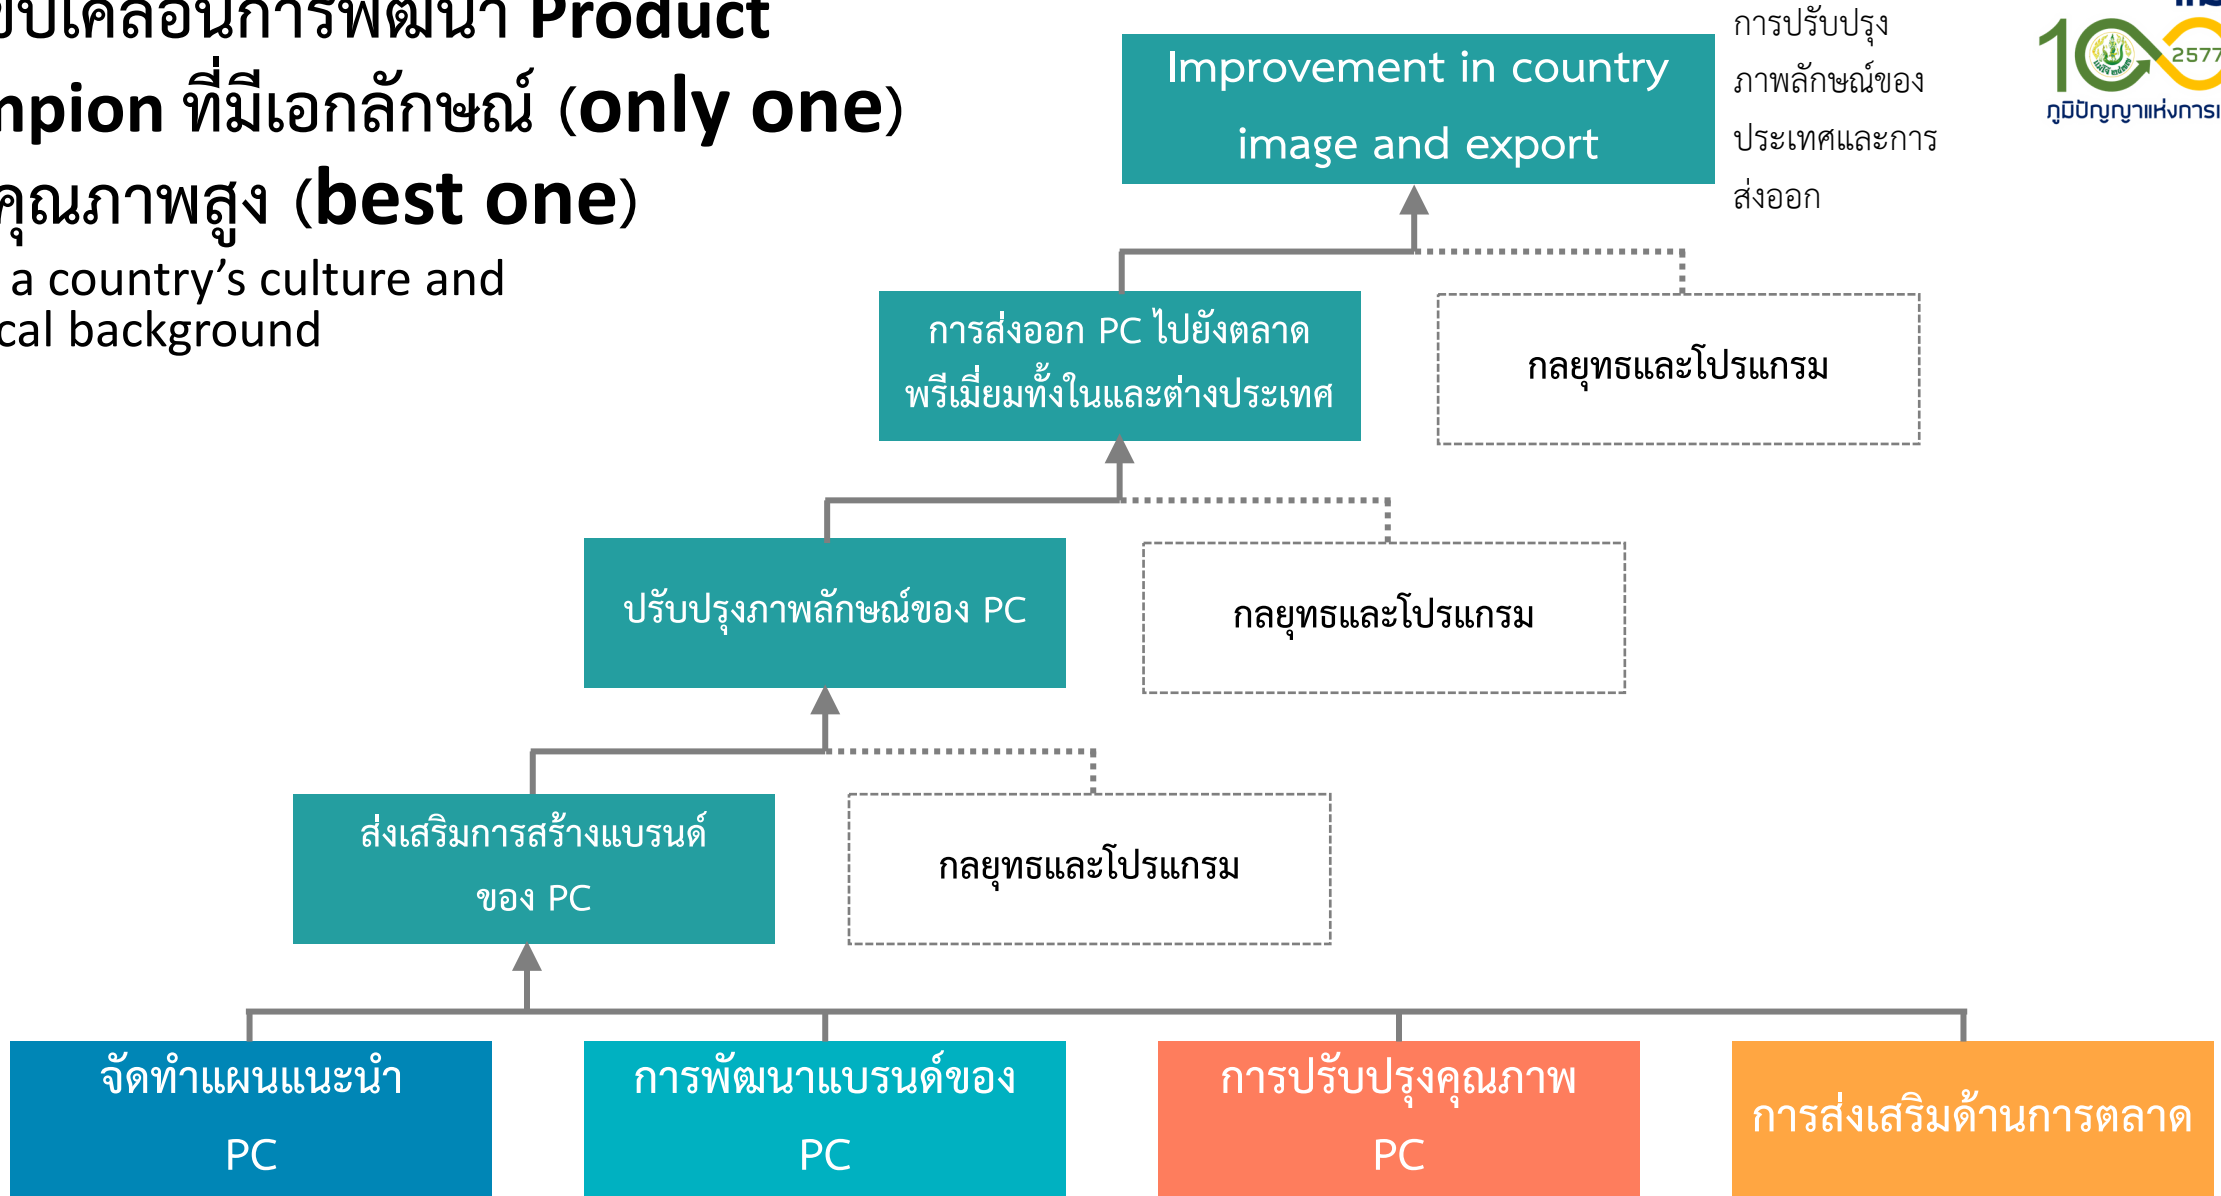 ขับเคลื่อนการพัฒนา Product
mpion ที่มีเอกลักษณ์ (only one)
คุณภาพสูง (best one)
a country's culture and
cal background
Improvement in country
image and export
การปรับปรุง
ภาพลักษณ์ของ
ประเทศและการ
ส่งออก
2577
ภูมิปัญญาแห่งการเ
การส่งออก PC ไปยังตลาด
พรีเมี่ยมทั้งในและต่างประเทศ
กลยุทธและโปรแกรม
ปรับปรุงภาพลักษณ์ของ PC
กลยุทธและโปรแกรม
ส่งเสริมการสร้างแบรนด์
ของ PC
กลยุทธและโปรแกรม
จัดทำแผนแนะนำ
PC
การพัฒนาแบรนด์ของ
PC
การปรับปรุงคุณภาพ
PC
การส่งเสริมด้านการตลาด